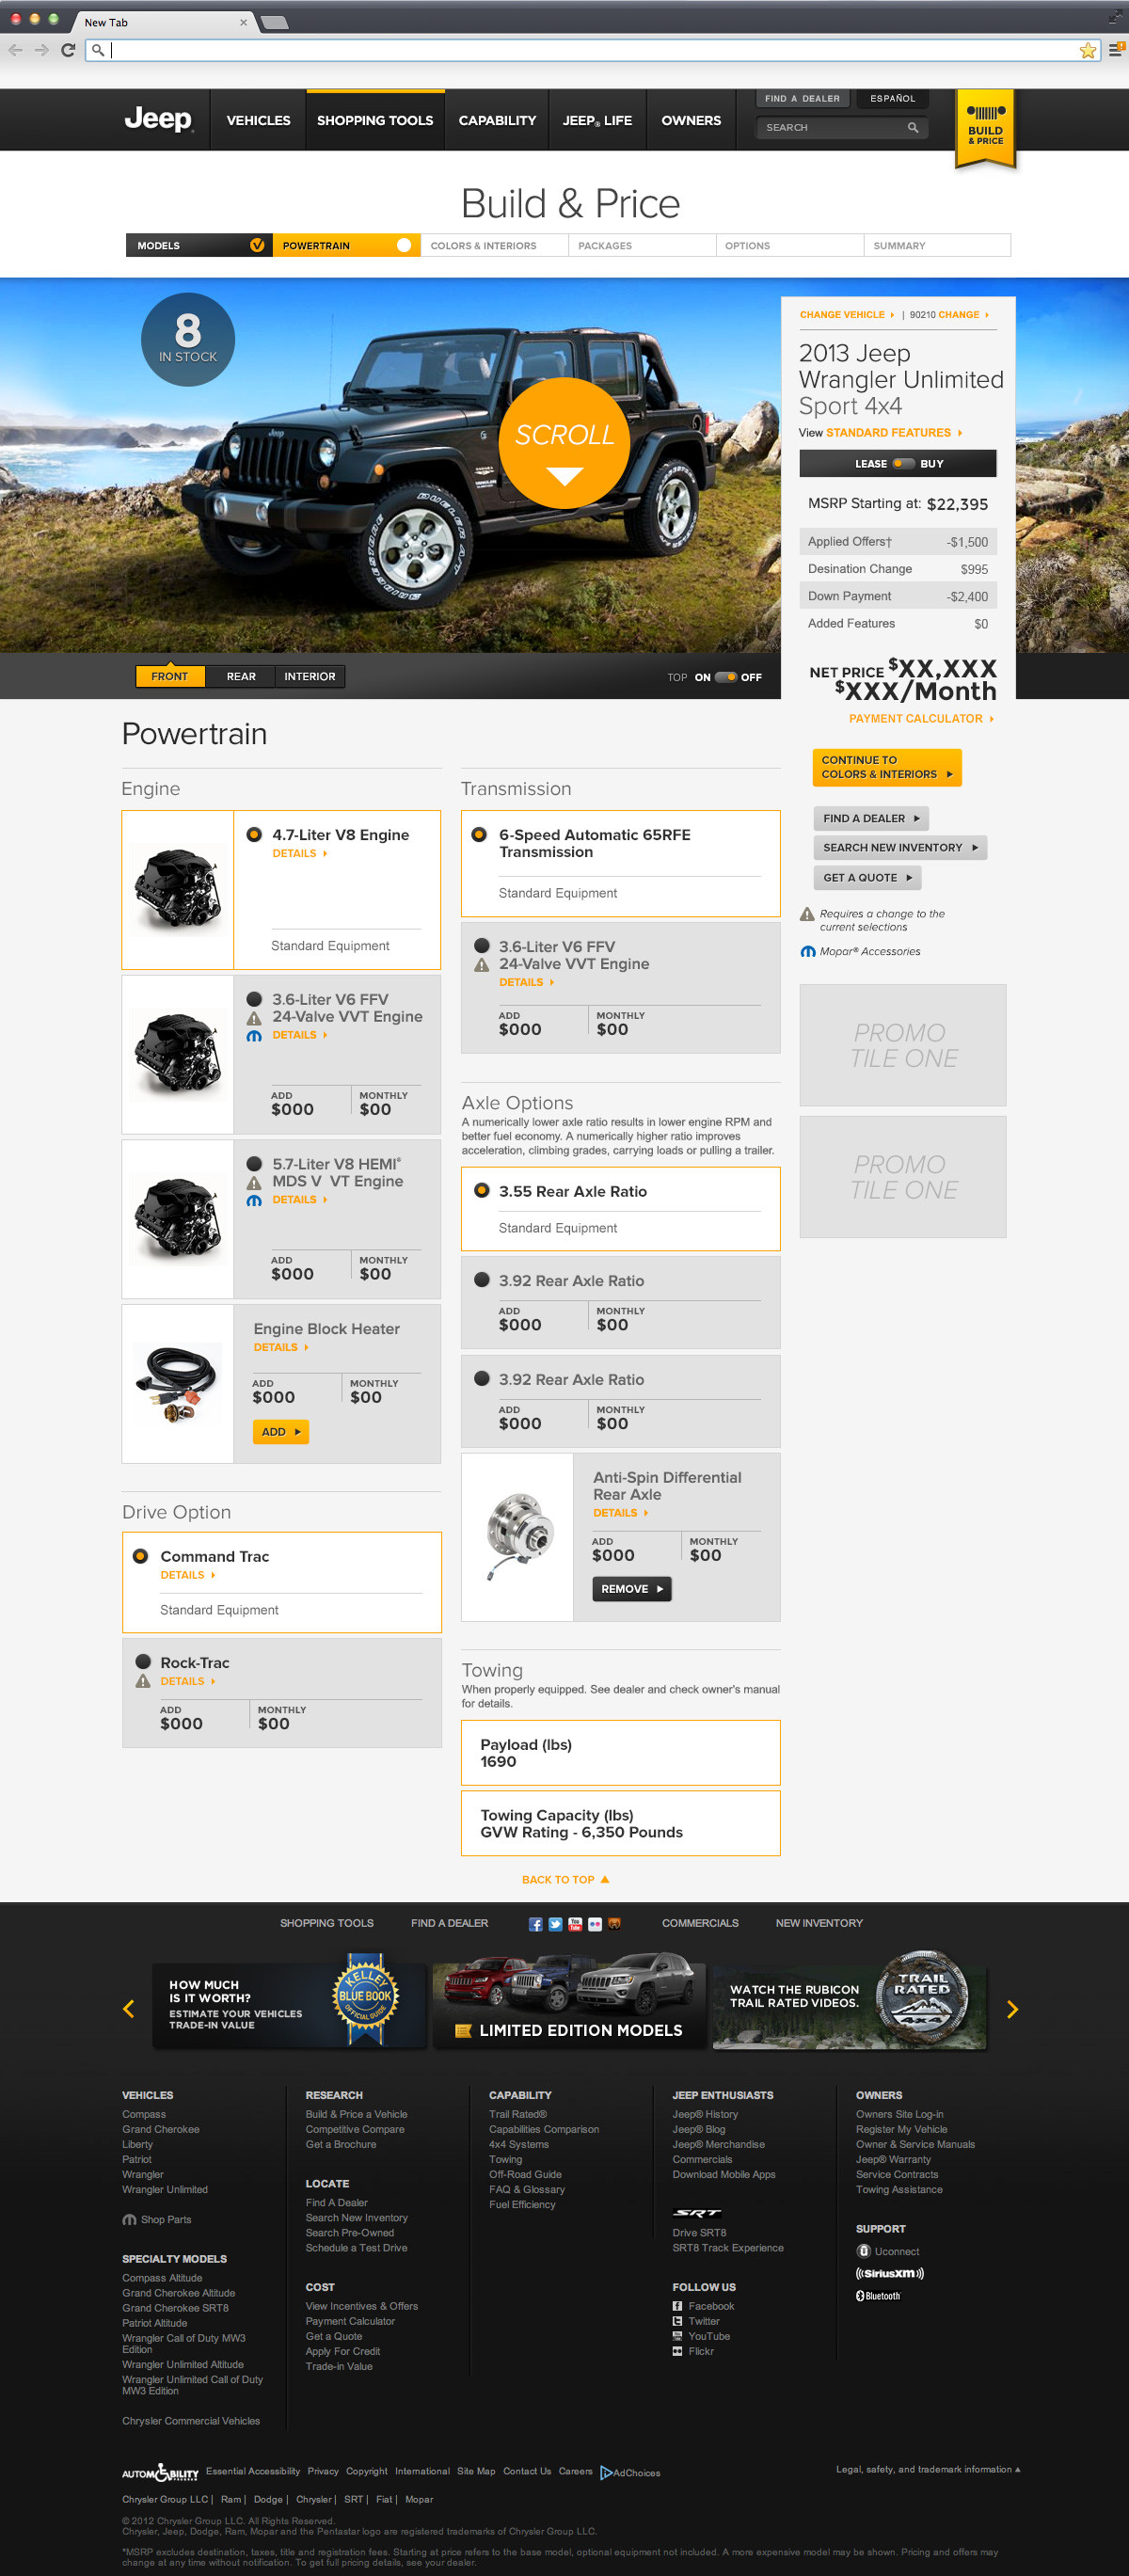 New Tab
Jeep
VEHICLES
SHOPPING TOOLS
CAPABILITY
JEEP® LIFE
OWNERS
FIND A DEALER
ESPAÑOL
SEARCH
BUILD
& PRICE
Build & Price
MODELS
POWERTRAIN
COLORS & INTERIORS
PACKAGES
OPTIONS
SUMMARY
8
IN STOCK
SCROLL
CHANGE VEHICLE | 90210 CHANGE
2013 Jeep
Wrangler Unlimited
Sport 4x4
View STANDARD FEATURES
LEASE BUY
MSRP Starting at: $22,395
Applied Offers† -$1,500
Desination Change $995
Down Payment -$2,400
Added Features $0
NET PRICE $XX,XXX
$XXX/Month
PAYMENT CALCULATOR
FRONT
REAR
INTERIOR
TOP ON OFF
Powertrain
Engine
4.7-Liter V8 Engine
DETAILS
Standard Equipment
3.6-Liter V6 FFV
24-Valve VVT Engine
DETAILS
ADD MONTHLY
$000 $00
5.7-Liter V8 HEMI®
MDS V VT Engine
DETAILS
ADD MONTHLY
$000 $00
Engine Block Heater
DETAILS
ADD MONTHLY
$000 $00
ADD
Drive Option
Command Trac
DETAILS
Standard Equipment
Rock-Trac
DETAILS
ADD MONTHLY
$000 $00
Transmission
6-Speed Automatic 65RFE
Transmission
Standard Equipment
3.6-Liter V6 FFV
24-Valve VVT Engine
DETAILS
ADD MONTHLY
$000 $00
Axle Options
A numerically lower axle ratio results in lower engine RPM and
better fuel economy. A numerically higher ratio improves
acceleration, climbing grades, carrying loads or pulling a trailer.
3.55 Rear Axle Ratio
Standard Equipment
3.92 Rear Axle Ratio
ADD MONTHLY
$000 $00
3.92 Rear Axle Ratio
ADD MONTHLY
$000 $00
Anti-Spin Differential
Rear Axle
DETAILS
ADD MONTHLY
$000 $00
REMOVE
Towing
When properly equipped. See dealer and check owner's manual
for details.
Payload (lbs)
1690
Towing Capacity (lbs)
GVW Rating - 6,350 Pounds
CONTINUE TO
COLORS & INTERIORS
FIND A DEALER
SEARCH NEW INVENTORY
GET A QUOTE
Requires a change to the
current selections
Mopar® Accessories
PROMO
TILE ONE
PROMO
TILE ONE
BACK TO TOP
SHOPPING TOOLS
FIND A DEALER
COMMERCIALS
NEW INVENTORY
HOW MUCH
IS IT WORTH?
ESTIMATE YOUR VEHICLES
TRADE-IN VALUE
KELLEY
BLUE BOOK
OFFICIAL GUIDE
LIMITED EDITION MODELS
WATCH THE RUBICON
TRAIL RATED VIDEOS.
TRAIL
RATED
4x4
VEHICLES
Compass
Grand Cherokee
Liberty
Patriot
Wrangler
Wrangler Unlimited
Shop Parts
SPECIALTY MODELS
Compass Altitude
Grand Cherokee Altitude
Grand Cherokee SRT8
Patriot Altitude
Wrangler Call of Duty MW3
Edition
Wrangler Unlimited Altitude
Wrangler Unlimited Call of Duty
MW3 Edition
Chrysler Commercial Vehicles
RESEARCH
Build & Price a Vehicle
Competitive Compare
Get a Brochure
LOCATE
Find A Dealer
Search New Inventory
Search Pre-Owned
Schedule a Test Drive
COST
View Incentives & Offers
Payment Calculator
Get a Quote
Apply For Credit
Trade-in Value
CAPABILITY
Trail Rated®
Capabilities Comparison
4x4 Systems
Towing
Off-Road Guide
FAQ & Glossary
Fuel Efficiency
JEEP ENTHUSIASTS
Jeep® History
Jeep® Blog
Jeep® Merchandise
Commercials
Download Mobile Apps
SRT
Drive SRT8
SRT8 Track Experience
FOLLOW US
Facebook
Twitter
YouTube
Flickr
OWNERS
Owners Site Log-in
Register My Vehicle
Owner & Service Manuals
Jeep® Warranty
Service Contracts
Towing Assistance
SUPPORT
Uconnect
SiriusXM
Bluetooth
AUTOMOBILITY Essential Accessibility Privacy Copyright International Site Map Contact Us Careers AdChoices
Legal, safety, and trademark information
Chrysler Group LLC | Ram | Dodge | Chrysler | SRT | Fiat | Mopar
© 2012 Chrysler Group LLC. All Rights Reserved.
Chrysler, Jeep, Dodge, Ram, Mopar and the Pentastar logo are registered trademarks of Chrysler Group LLC.
*MSRP excludes destination, taxes, title and registration fees. Starting at price refers to the base model, optional equipment not included. A more expensive model may be shown. Pricing and offers may
change at any time without notification. To get full pricing details, see your dealer.